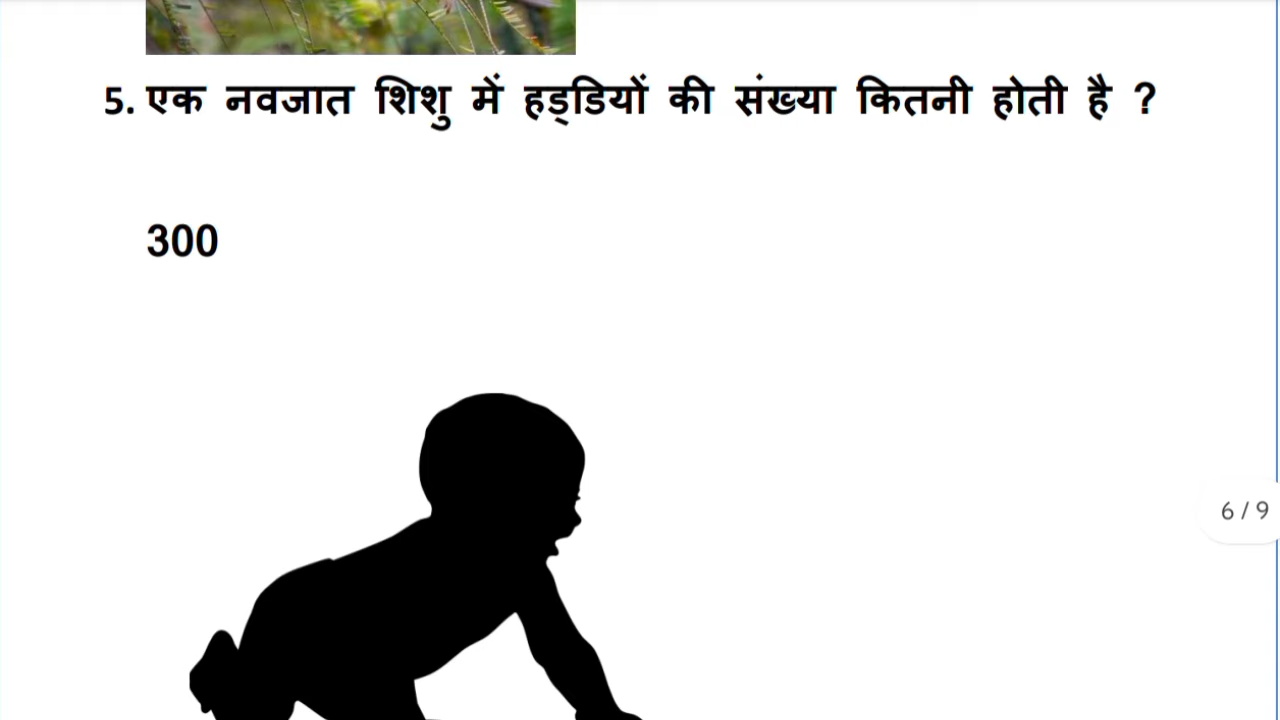 5. एक नवजात शिशु में हड्डियों की संख्या कितनी होती है ?
300
6 / 9